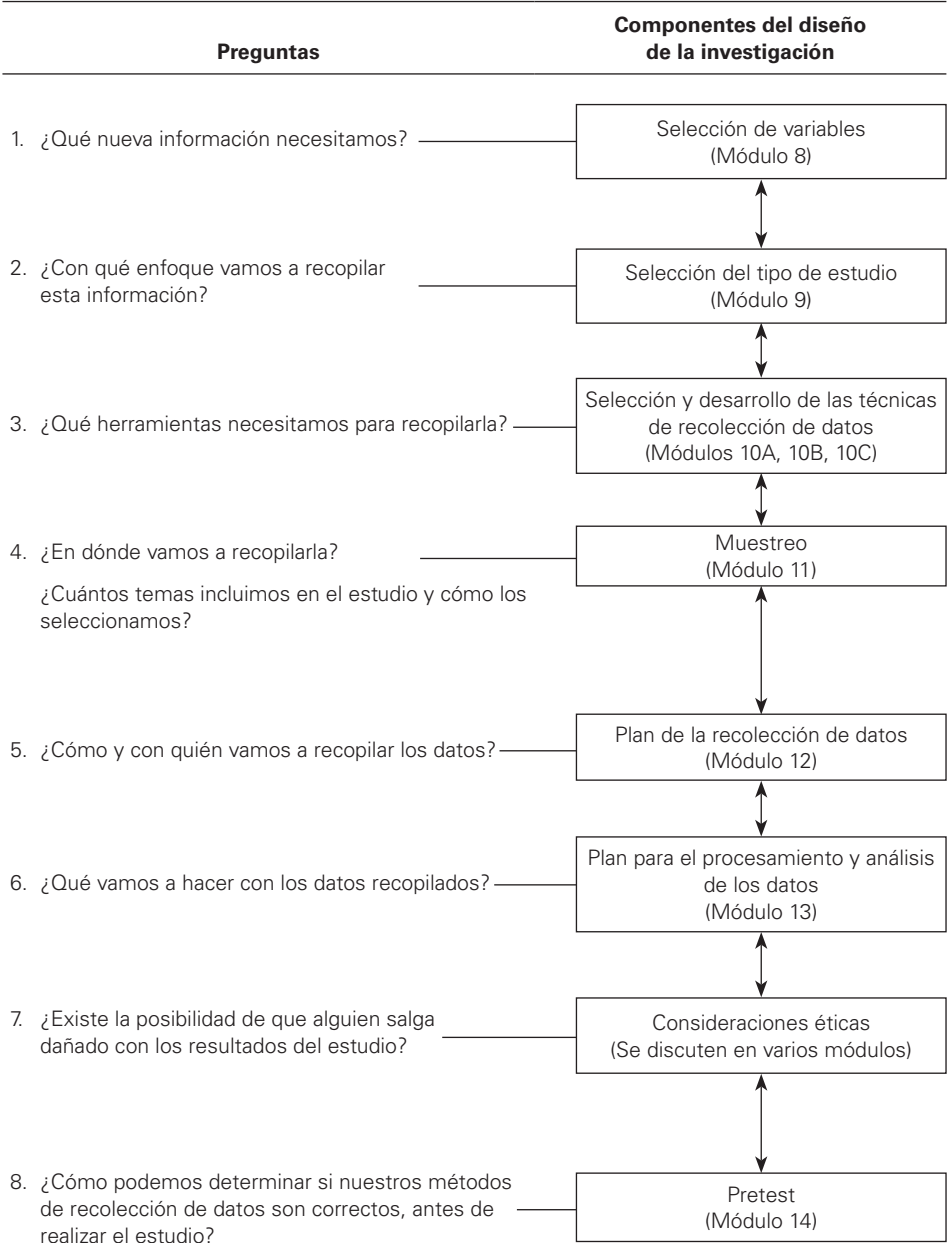 Preguntas
Componentes del diseño
de la investigación
1. ¿Qué nueva información necesitamos?
Selección de variables
(Módulo 8)
2. ¿Con qué enfoque vamos a recopilar
esta información?
Selección del tipo de estudio
(Módulo 9)
3. ¿Qué herramientas necesitamos para recopilarla?
Selección y desarrollo de las técnicas
de recolección de datos
(Módulos 10A, 10B, 10C)
4. ¿En dónde vamos a recopilarla?
¿Cuántos temas incluimos en el estudio y cómo los
seleccionamos?
Muestreo
(Módulo 11)
5. ¿Cómo y con quién vamos a recopilar los datos?
Plan de la recolección de datos
(Módulo 12)
6. ¿Qué vamos a hacer con los datos recopilados?
Plan para el procesamiento y análisis
de los datos
(Módulo 13)
7. ¿Existe la posibilidad de que alguien salga
dañado con los resultados del estudio?
Consideraciones éticas
(Se discuten en varios módulos)
8. ¿Cómo podemos determinar si nuestros métodos
de recolección de datos son correctos, antes de
realizar el estudio?
Pretest
(Módulo 14)